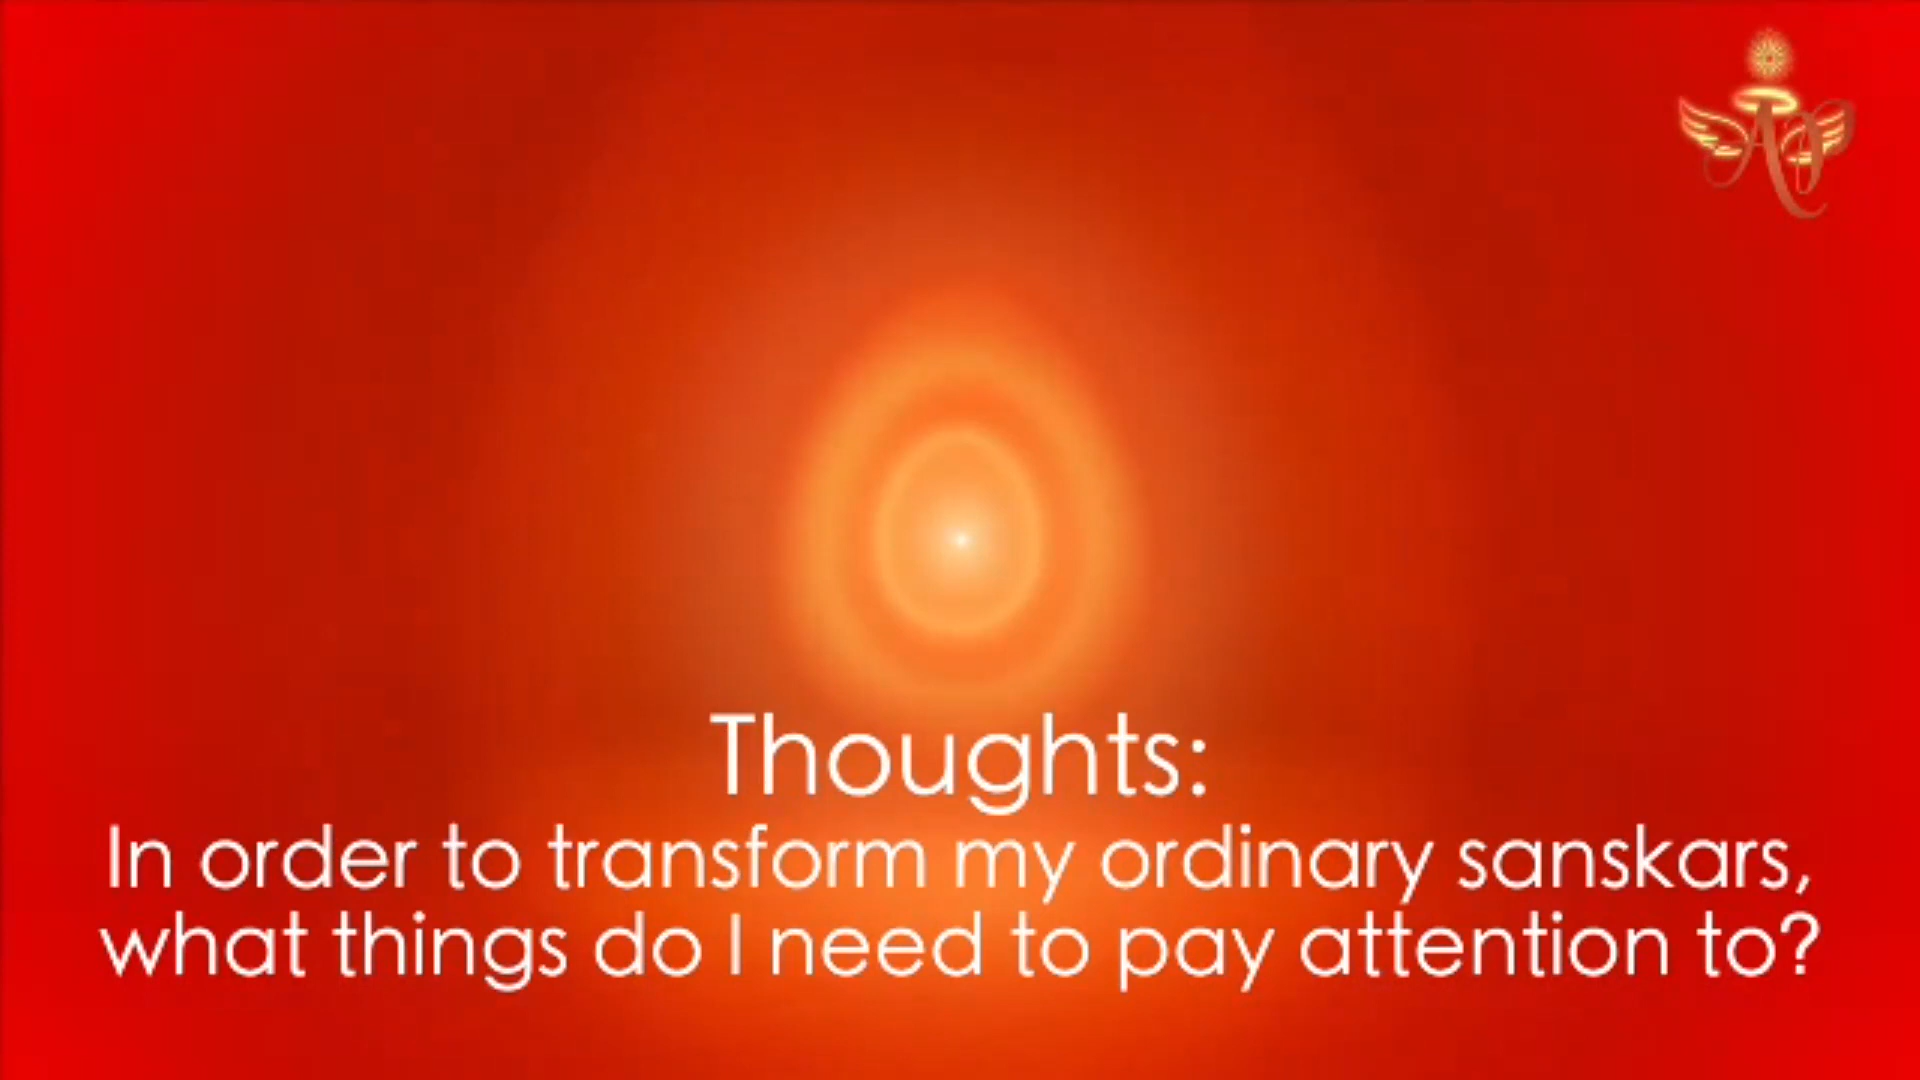 Thoughts:
In order to transform my ordinary sanskars,
what things do I need to pay attention to?